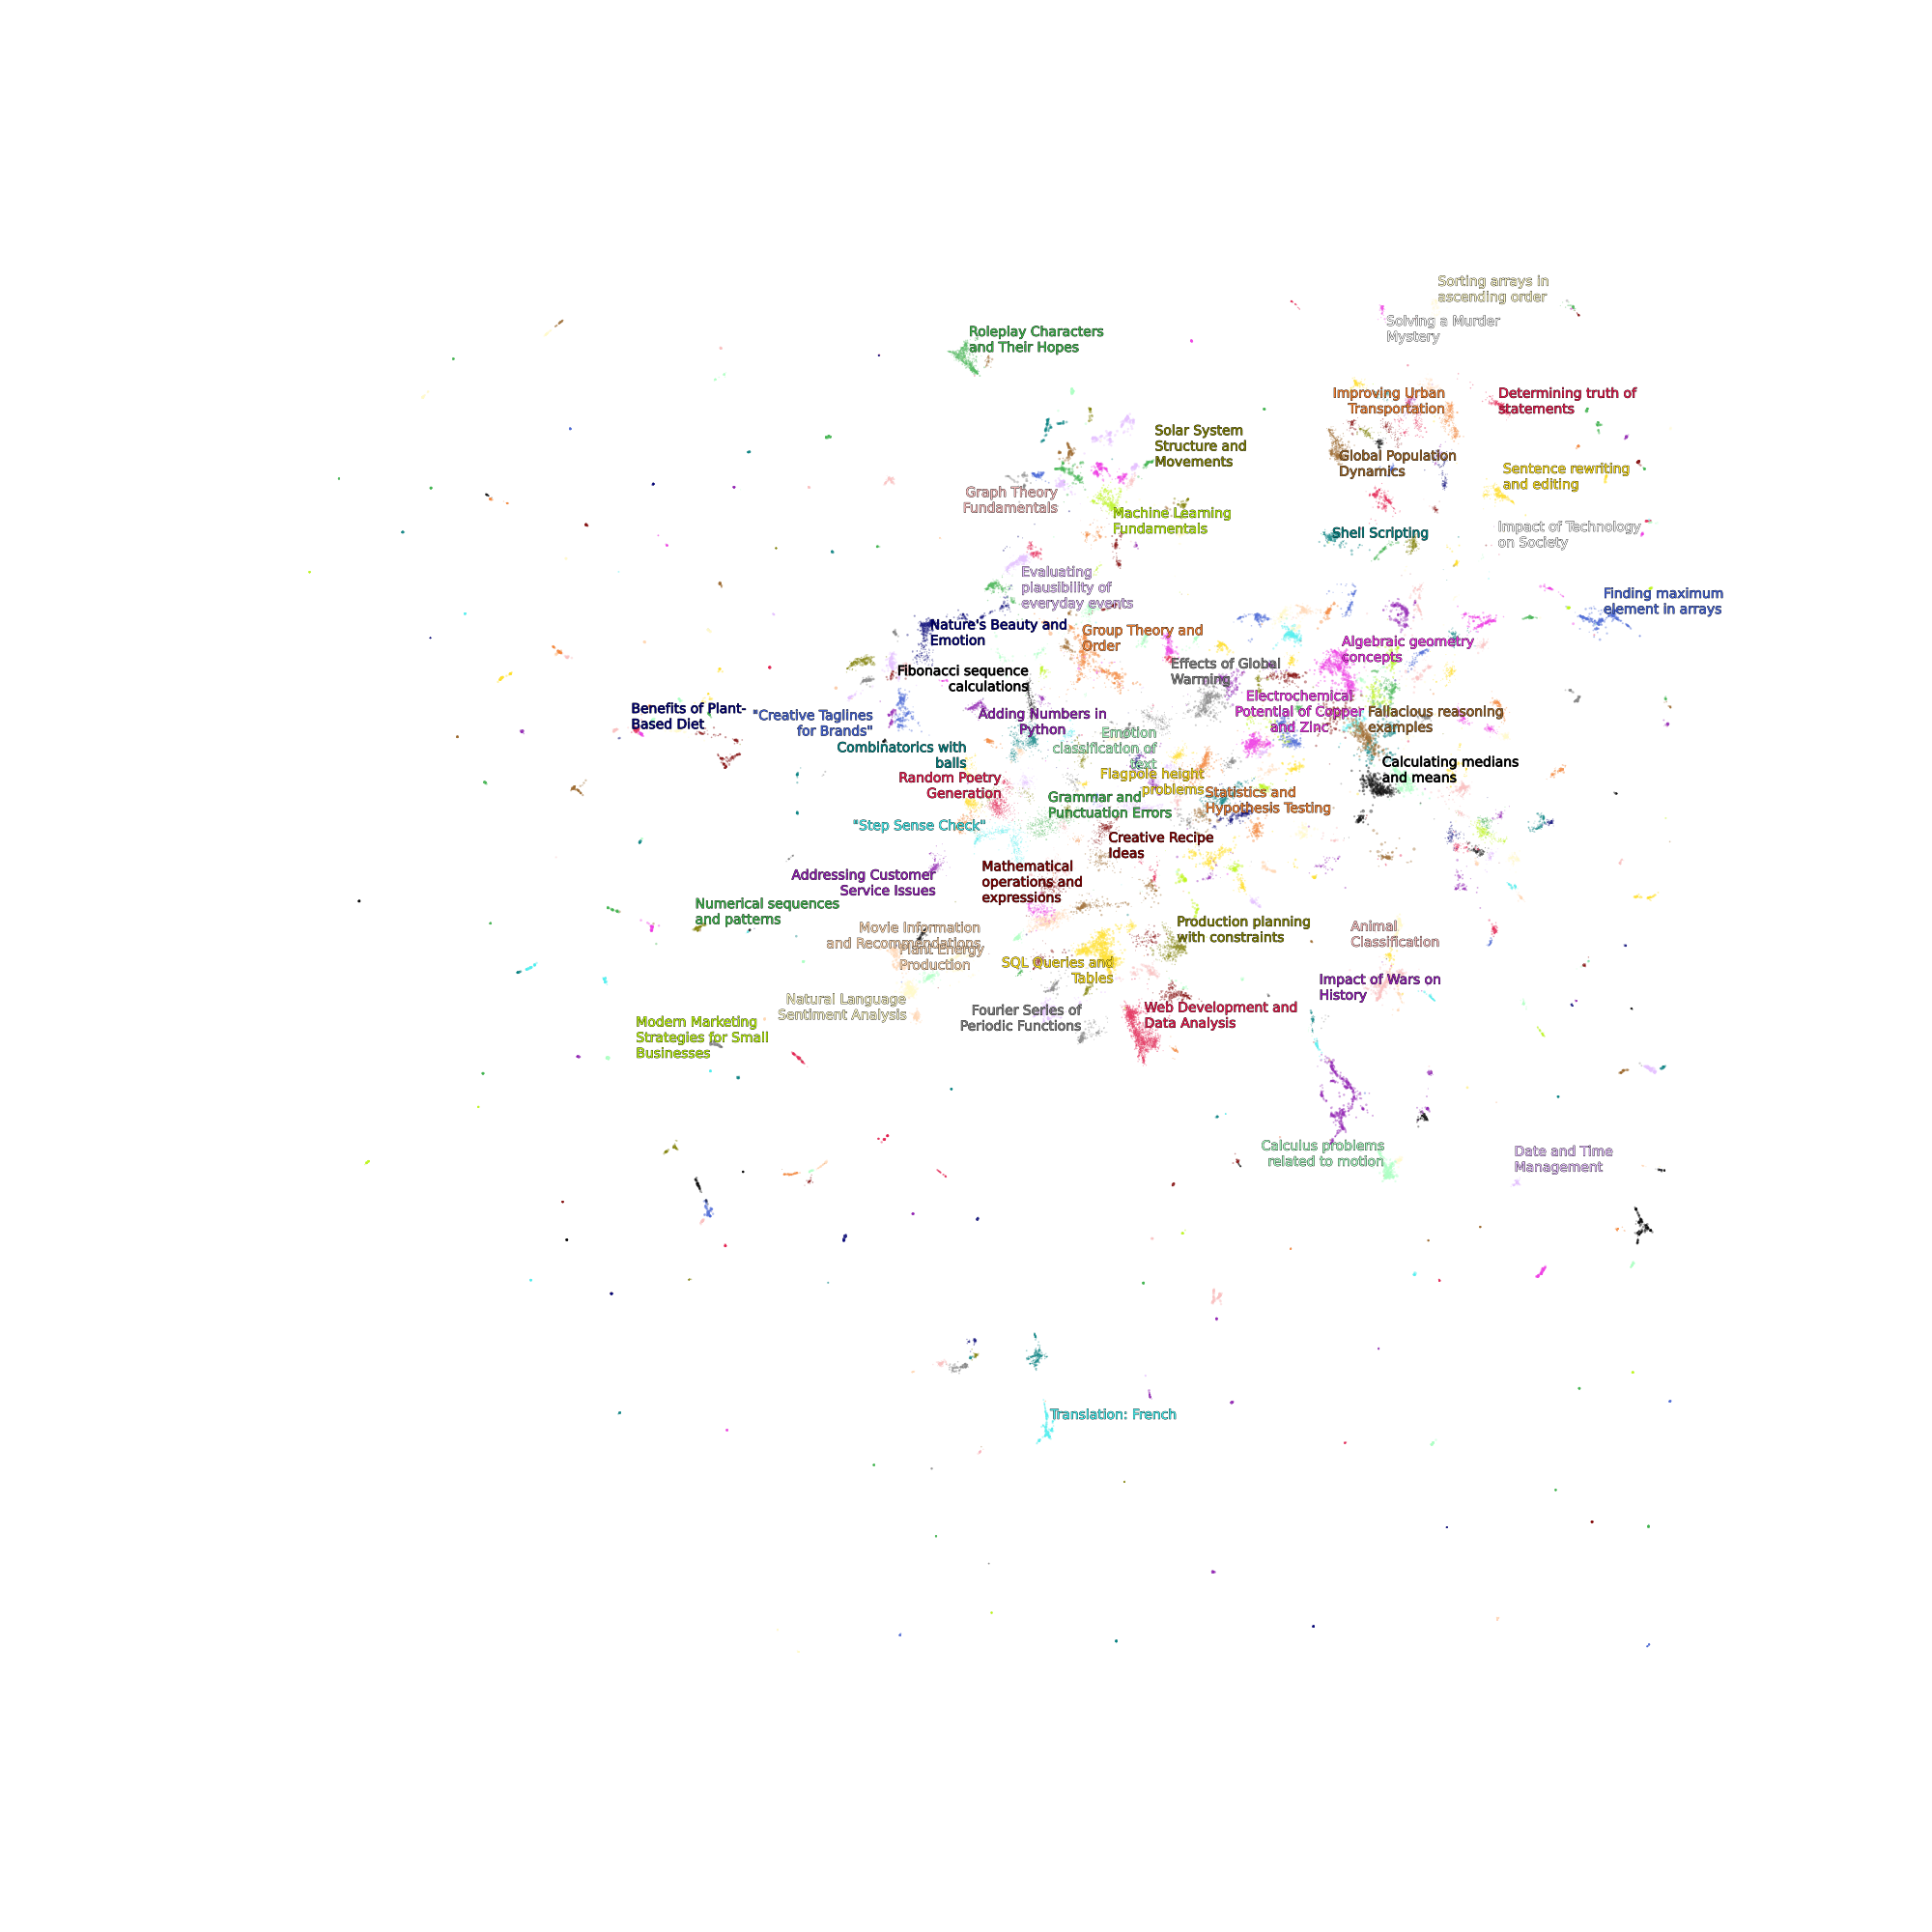 Sorting arrays in
ascending order
Solving a Murder
Mystery
Roleplay Characters
and Their Hopes
Improving Urban
Transportation
Determining truth of
statements
Solar System
Structure and
Movements
Global Population
Dynamics
Sentence rewriting
and editing
Graph Theory
Fundamentals
Machine Learning
Fundamentals
Shell Scripting
Impact of Technology
on Society
Evaluating
plausibility of
everyday events
Finding maximum
element in arrays
Nature's Beauty and
Emotion
Group Theory and
Order
Algebraic geometry
concepts
Effects of Global
Warming
Fibonacci sequence
calculations
Electrochemical
Potential of Copper
and Zinc
Benefits of Plant-
Based Diet
"Creative Taglines
for Brands"
Adding Numbers in
Python
Fallacious reasoning
examples
Emotion
classification of
text
Combinatorics with
balls
Calculating medians
and means
Random Poetry
Generation
Flagpole height
problems
Statistics and
Hypothesis Testing
Grammar and
Punctuation Errors
"Step Sense Check"
Creative Recipe
Ideas
Mathematical
operations and
expressions
Addressing Customer
Service Issues
Numerical sequences
and patterns
Movie Information
and Recommendations
Plant Energy
Production
Production planning
with constraints
Animal
Classification
SQL Queries and
Tables
Impact of Wars on
History
Natural Language
Sentiment Analysis
Fourier Series of
Periodic Functions
Web Development and
Data Analysis
Modern Marketing
Strategies for Small
Businesses
Calculus problems
related to motion
Date and Time
Management
Translation: French